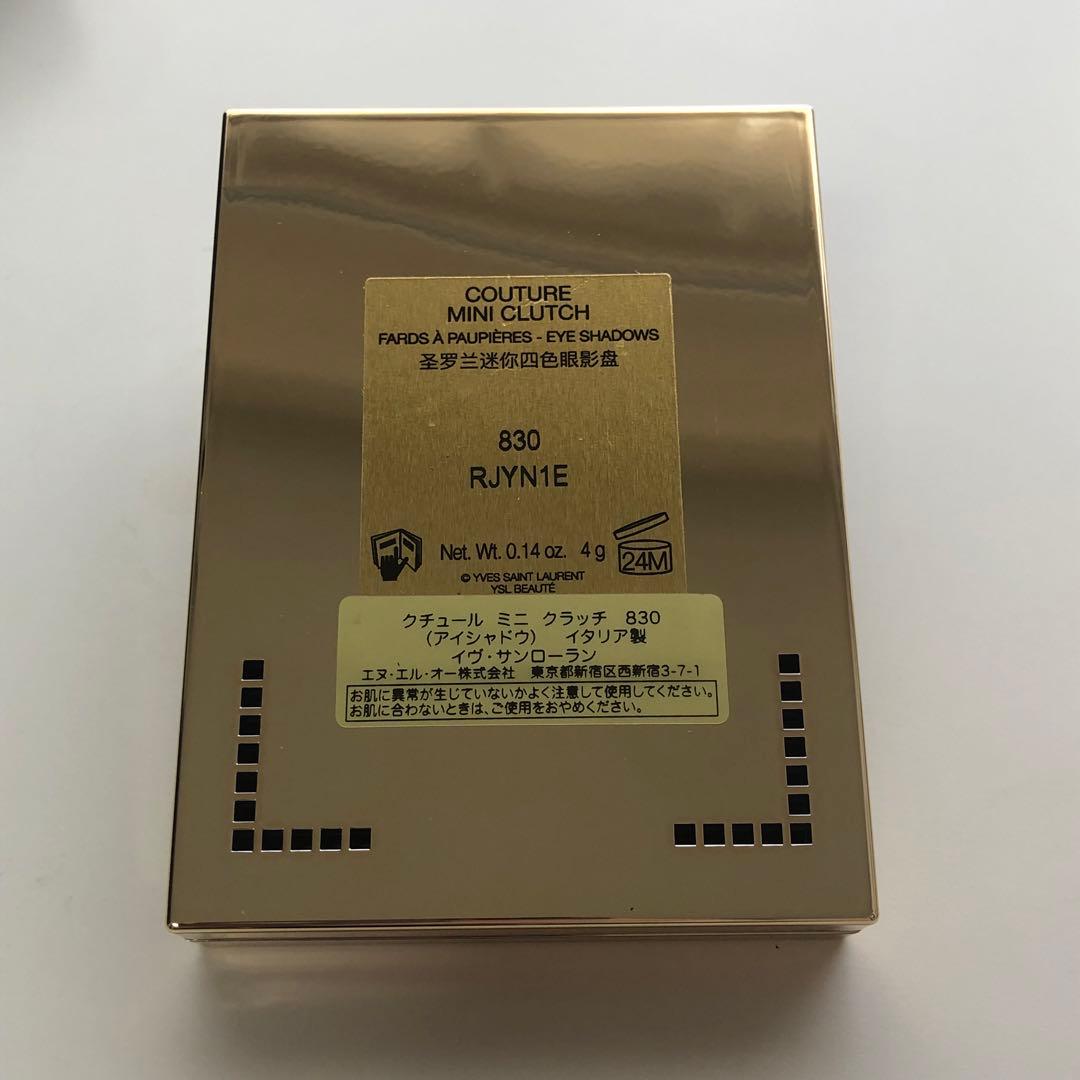 COUTURE
MINI CLUTCH
FARDS À PAUPIÈRES - EYE SHADOWS
圣罗兰迷你四色眼影盘
830
RJYN1E
Net. Wt. 0.14 oz. 4 g
24M
© YVES SAINT LAURENT
YSL BEAUTÉ
クチュール ミニ クラッチ 830
(アイシャドウ) イタリア製
イヴ・サンローラン
エヌ・エル・オー株式会社 東京都新宿区西新宿3-7-1
お肌に異常が生じていないかよく注意して使用してください。
お肌に合わないときは、ご使用をおやめください。